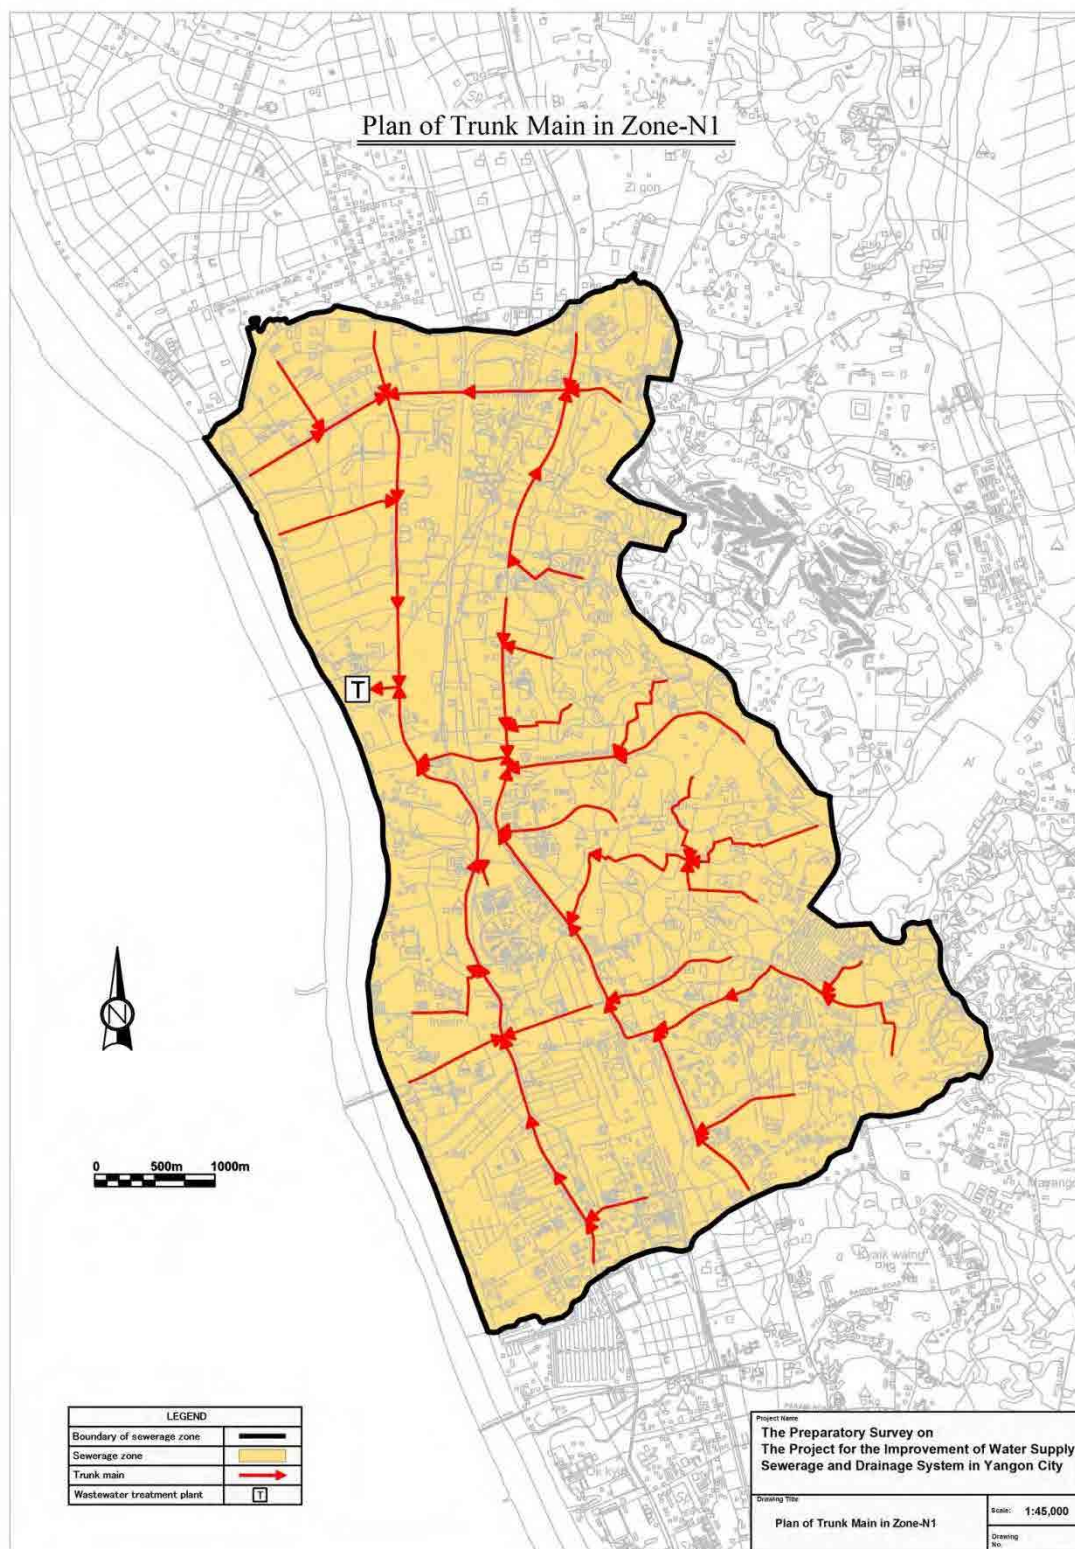 Plan of Trunk Main in Zone-N1
Zi gon
N
T
0 500m 1000m
LEGEND
Boundary of sewerage zone
Sewerage zone
Trunk main
Wastewater treatment plant T
Project Name
The Preparatory Survey on
The Project for the Improvement of Water Supply
Sewerage and Drainage System in Yangon City
Drawing Title
Plan of Trunk Main in Zone-N1
Scale: 1:45,000
Drawing
No.